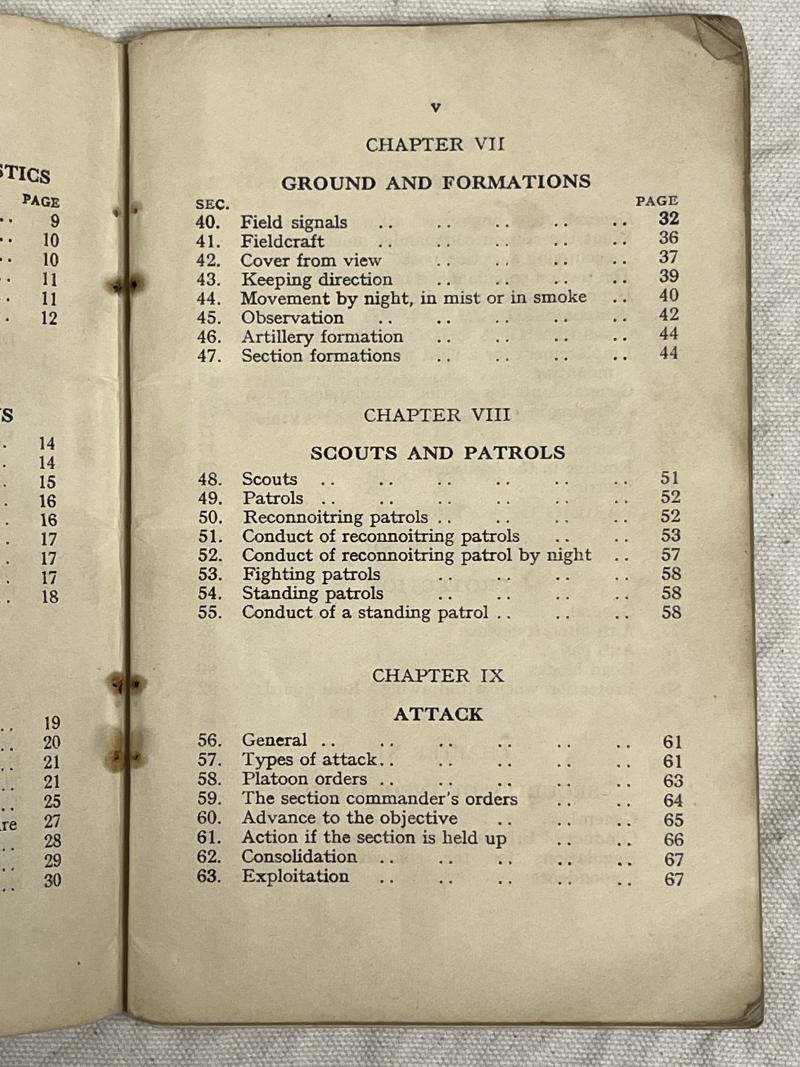 STICS
PAGE
.. 9
.. 10
.. 10
.. 11
.. 11
. 12
S
. 14
. 14
. 15
. 16
. 16
. 17
. 17
. 17
. 18
.. 19
.. 20
.. 21
.. 21
.. 25
re 27
.. 28
.. 29
.. 30
v
CHAPTER VII
GROUND AND FORMATIONS
SEC. PAGE
40. Field signals .. .. .. .. .. 32
41. Fieldcraft .. .. .. .. .. 36
42. Cover from view .. .. .. .. 37
43. Keeping direction .. .. .. .. 39
44. Movement by night, in mist or in smoke .. 40
45. Observation .. .. .. .. .. 42
46. Artillery formation .. .. .. .. 44
47. Section formations .. .. .. .. 44
CHAPTER VIII
SCOUTS AND PATROLS
48. Scouts .. .. .. .. .. .. 51
49. Patrols .. .. .. .. .. .. 52
50. Reconnoitring patrols .. .. .. .. 52
51. Conduct of reconnoitring patrols .. .. 53
52. Conduct of reconnoitring patrol by night .. 57
53. Fighting patrols .. .. .. .. 58
54. Standing patrols .. .. .. .. 58
55. Conduct of a standing patrol .. .. .. 58
CHAPTER IX
ATTACK
56. General .. .. .. .. .. .. 61
57. Types of attack .. .. .. .. .. 61
58. Platoon orders .. .. .. .. .. 63
59. The section commander's orders .. .. 64
60. Advance to the objective .. .. .. 65
61. Action if the section is held up .. .. 66
62. Consolidation .. .. .. .. .. 67
63. Exploitation .. .. .. .. .. 67